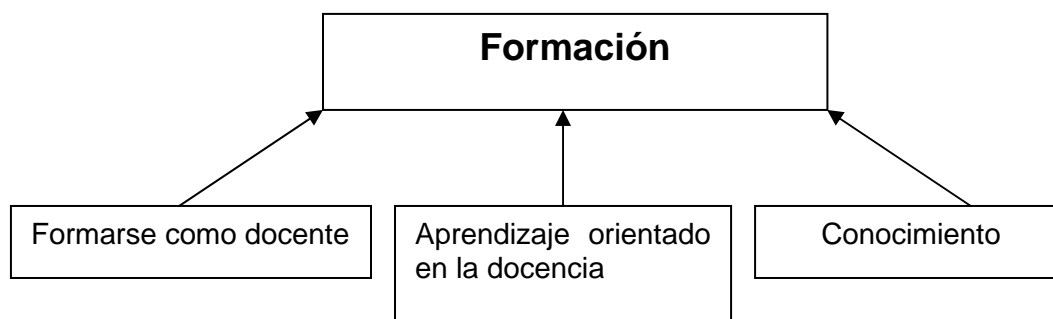 Formación
Formarse como docente
Aprendizaje orientado
en la docencia
Conocimiento